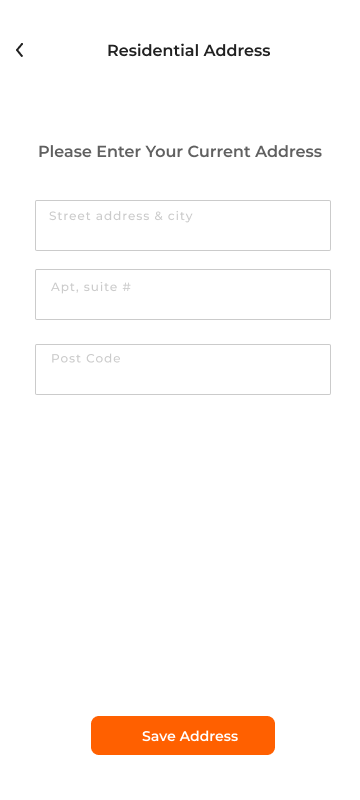 Residential Address
Please Enter Your Current Address
Street address & city
Apt, suite #
Post Code
Save Address